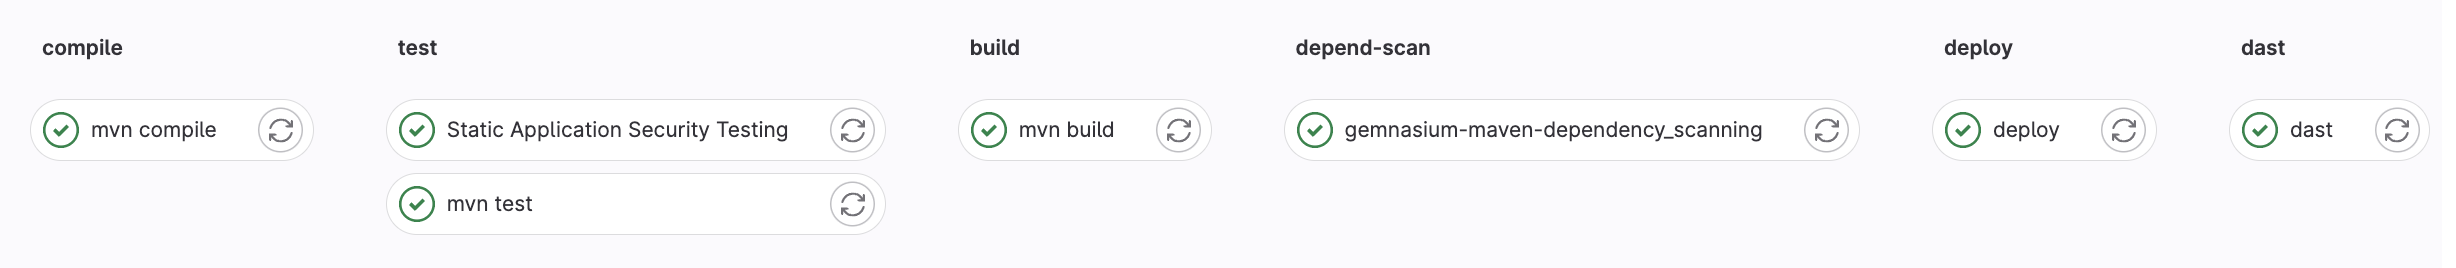 compile
mvn compile
test
Static Application Security Testing
mvn test
build
mvn build
depend-scan
gemnasium-maven-dependency_scanning
deploy
deploy
dast
dast